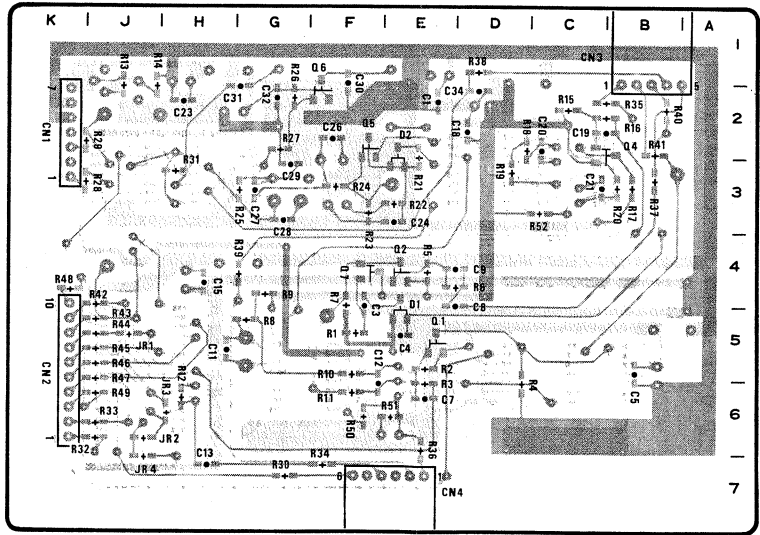 K J H G F E D C B A
1
R13 R14 R26 Q6 C30 R38 CN3
7 C31 C32 C1 C34 1 5
C23 R15 R35 R40
2
CN1 Q5 C18 C19 R16
R28 R27 C26 D2 R18 C20 Q4 R41
1 R31 C29 R21 R19
R28 R24 C21
3
R25 C27 R22 R20 R17 R37
C28 R23 C24 R52
R39 Q2 R5
4
R48 C15 Q C9
10 R42 R9 R7 C3 R6
R43 R8 D1 C8
R44 R1 Q1
5
R45 JR1 C11 C4
CN2 R46 C12
R47 R12 R10 R2 R4
R49 JR3 R11 R3 C5
R33 R51 C7
6
1 JR2 R50
R32 C13 R34 R36
JR4 R30 6 1
CN4
7